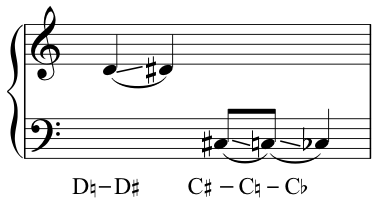 D♮–D♯ C♯ – C♮ – C♭